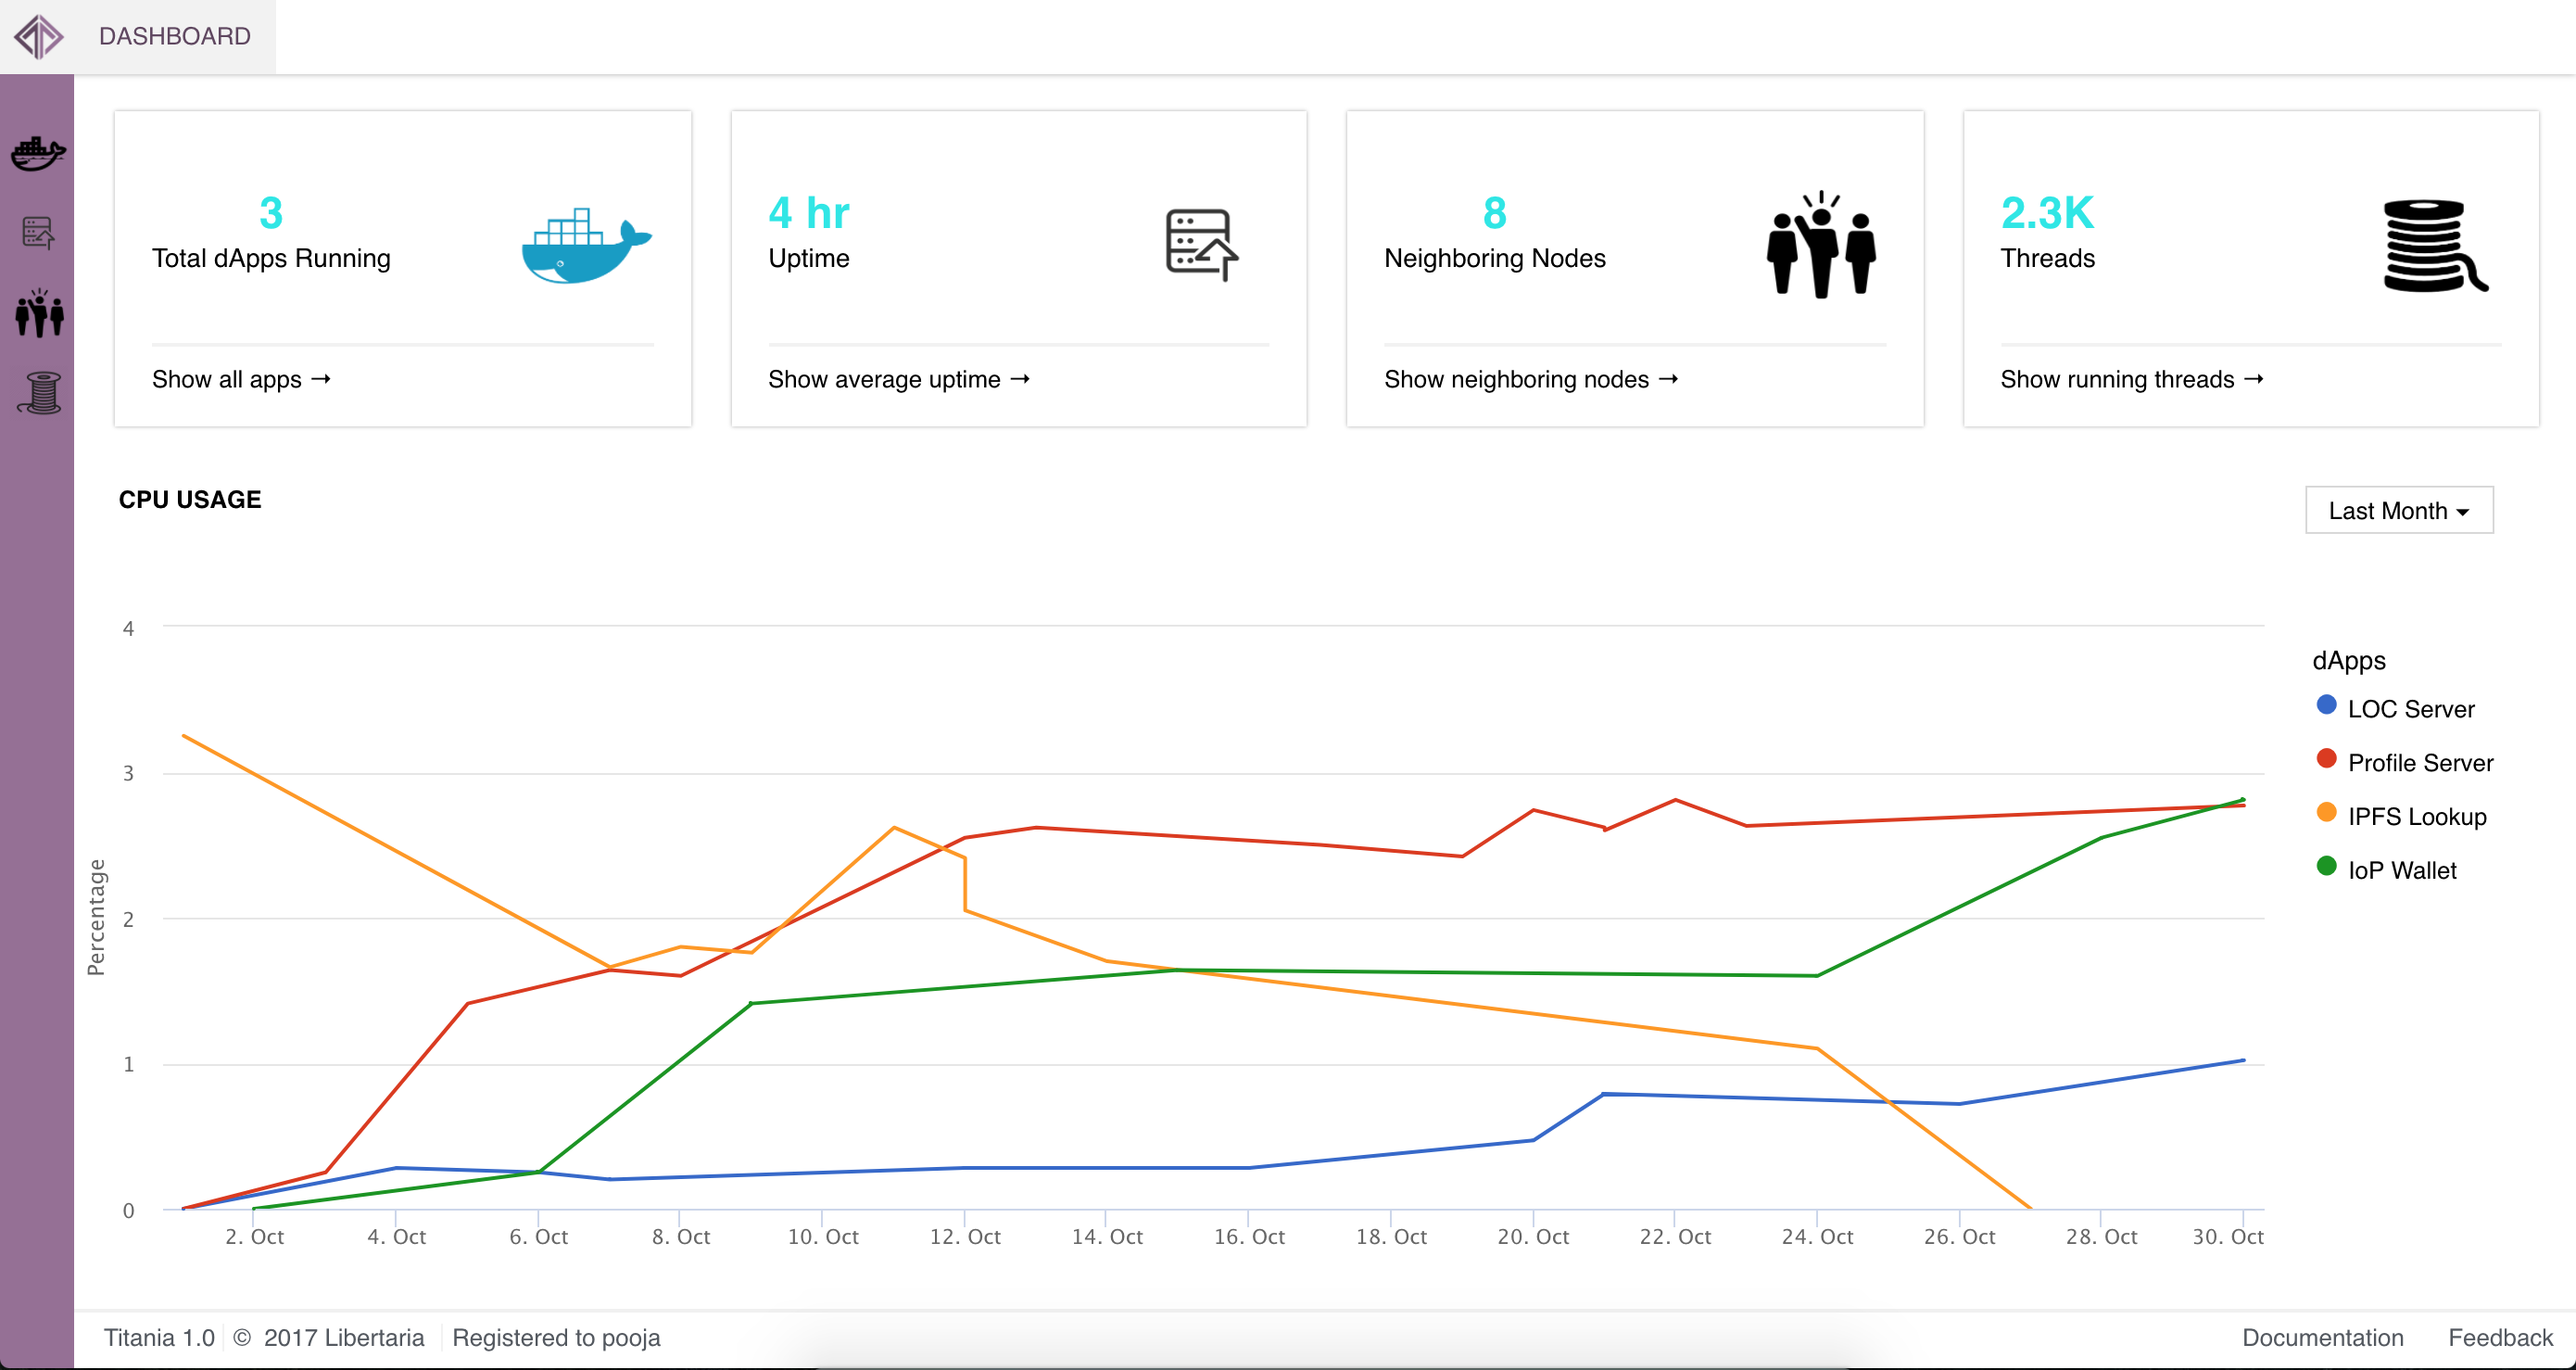 DASHBOARD
3
Total dApps Running
Show all apps →
4 hr
Uptime
Show average uptime →
8
Neighboring Nodes
Show neighboring nodes →
2.3K
Threads
Show running threads →
CPU USAGE
Last Month
4
3
2
1
0
Percentage
2. Oct
4. Oct
6. Oct
8. Oct
10. Oct
12. Oct
14. Oct
16. Oct
18. Oct
20. Oct
22. Oct
24. Oct
26. Oct
28. Oct
30. Oct
dApps
LOC Server
Profile Server
IPFS Lookup
IoP Wallet
Titania 1.0 © 2017 Libertaria Registered to pooja
Documentation Feedback